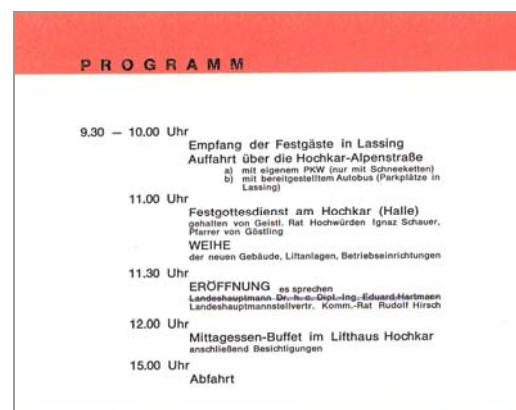 PROGRAMM
9.30 — 10.00 Uhr
Empfang der Festgäste in Lassing
Auffahrt über die Hochkar-Alpenstraße
a) mit eigenem PKW (nur mit Schneeketten)
b) mit bereitgestelltem Autobus (Parkplätze in
Lassing)
11.00 Uhr
Festgottesdienst am Hochkar (Halle)
gehalten von Geistl. Rat Hochwürden Ignaz Schauer,
Pfarrer von Göstling
WEIHE
der neuen Gebäude, Liftanlagen, Betriebseinrichtungen
11.30 Uhr
ERÖFFNUNG es sprechen
Landeshauptmann Dr. h. c. Dipl.-Ing. Eduard Hartmann
Landeshauptmannstellvertr. Komm.-Rat Rudolf Hirsch
12.00 Uhr
Mittagessen-Buffet im Lifthaus Hochkar
anschließend Besichtigungen
15.00 Uhr
Abfahrt